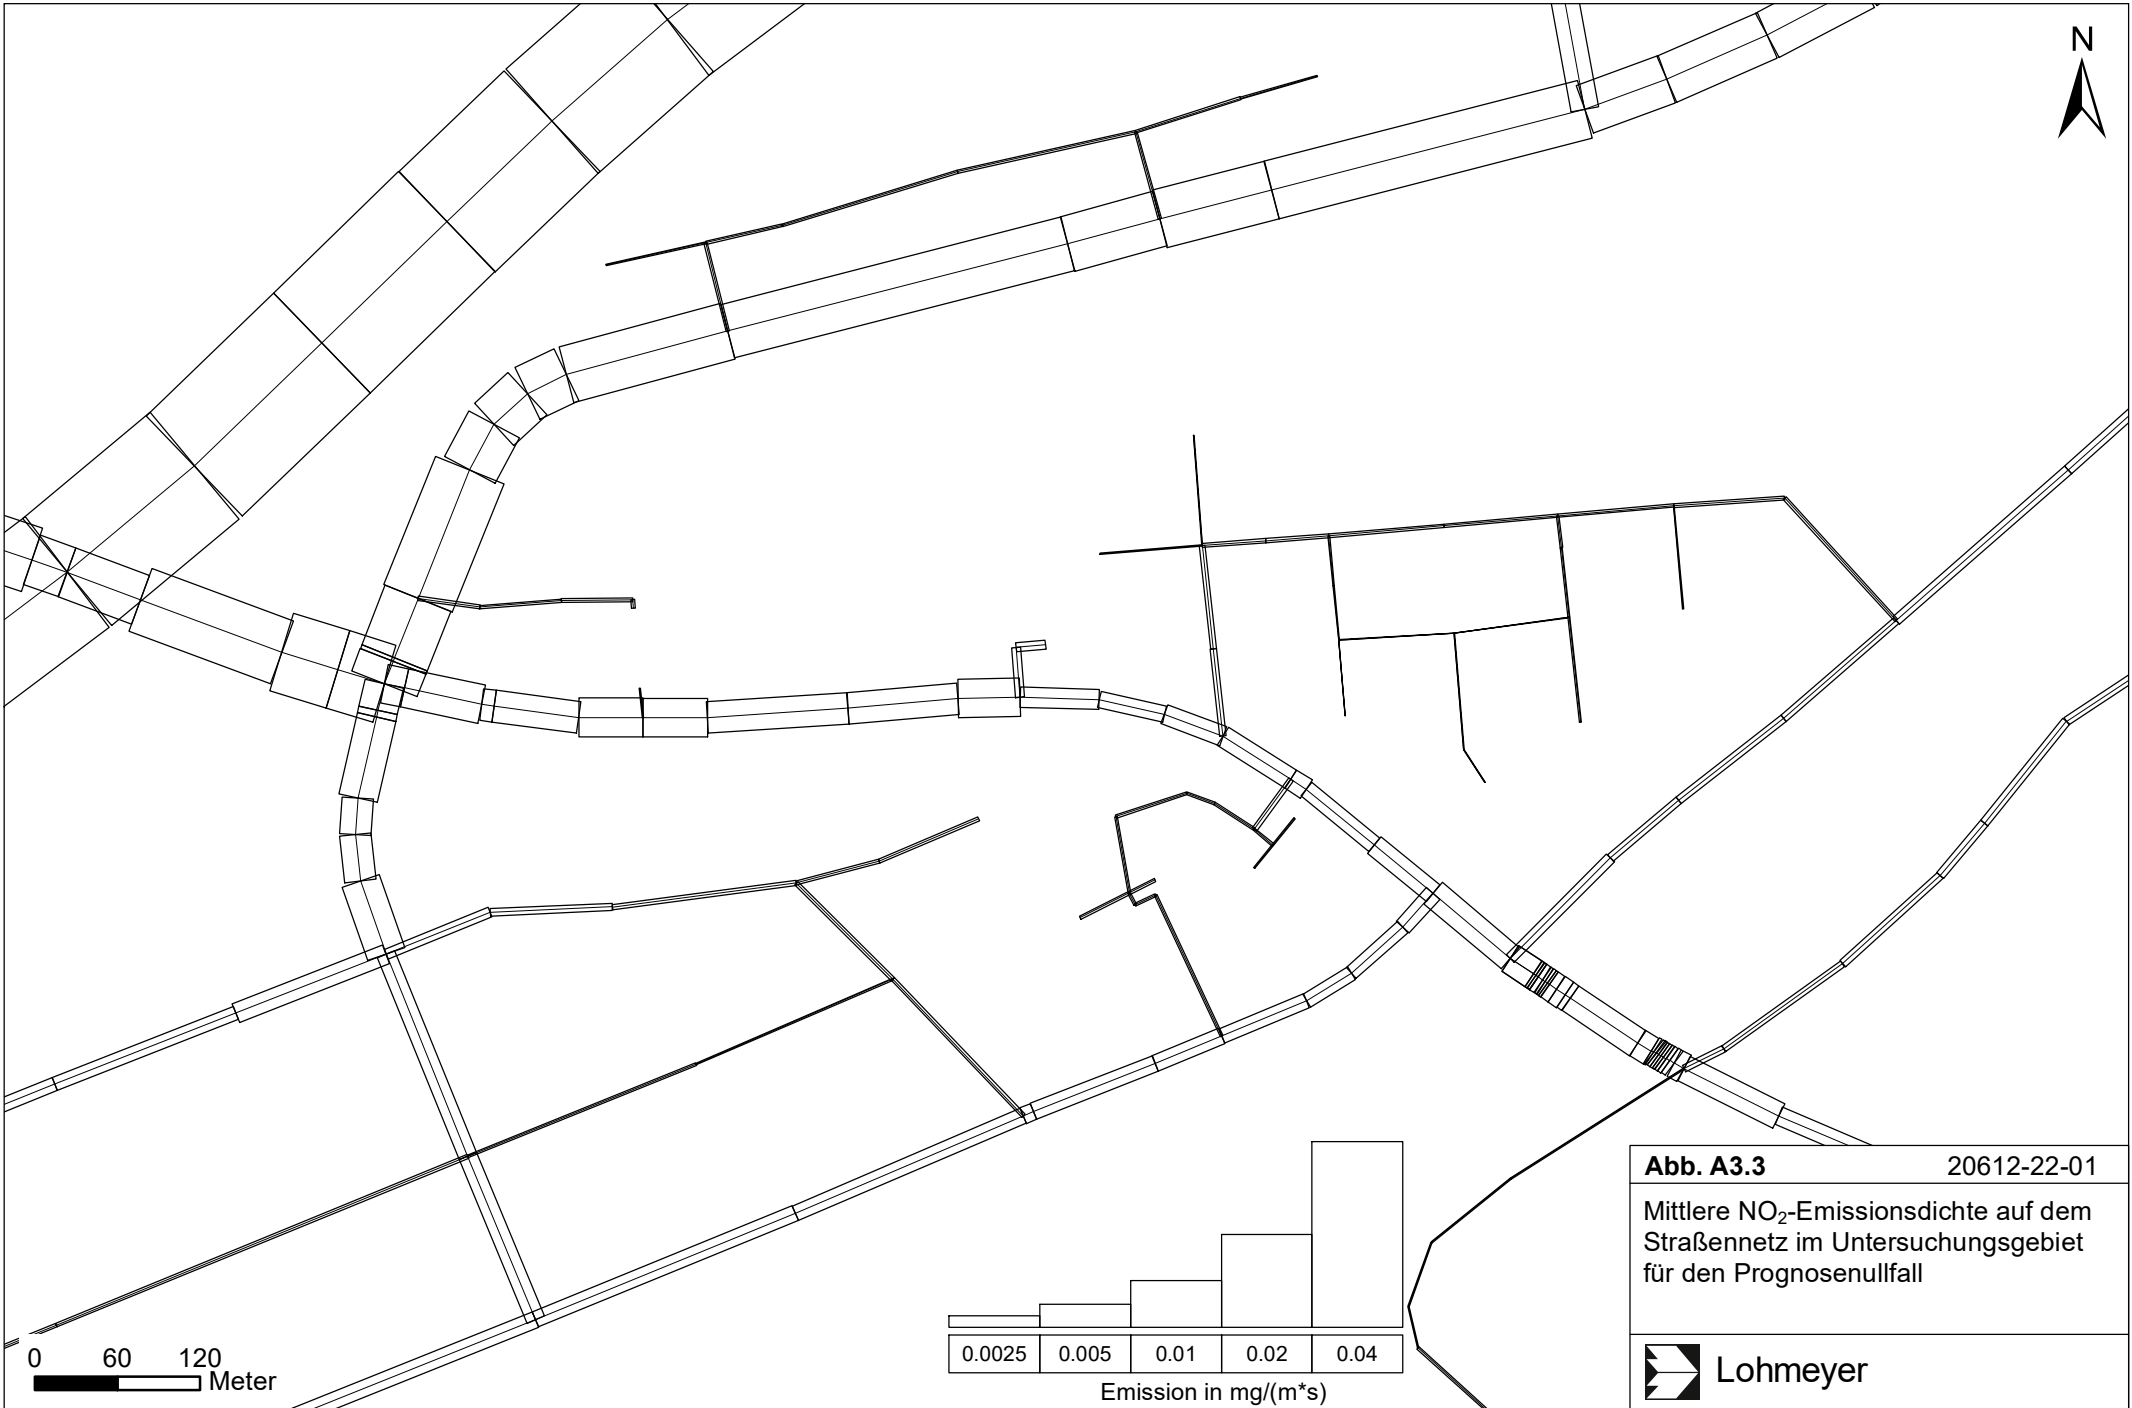 N
0 60 120
Meter
0.0025 0.005 0.01 0.02 0.04
Emission in mg/(m*s)
Abb. A3.3 20612-22-01
Mittlere NO₂-Emissionsdichte auf dem
Straßennetz im Untersuchungsgebiet
für den Prognosenullfall
Lohmeyer